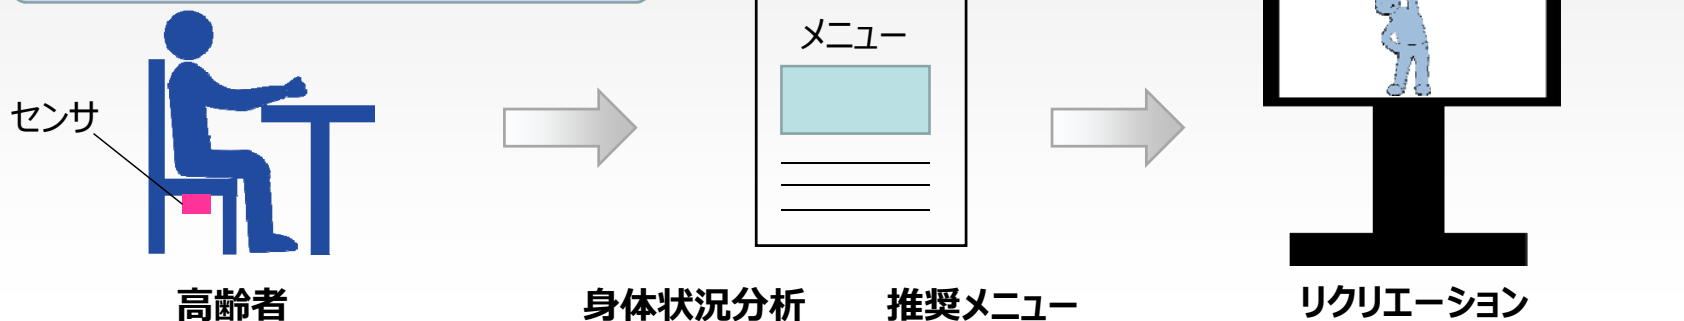 メニュー
センサ
高齢者
身体状況分析
推奨メニュー
リクリエーション